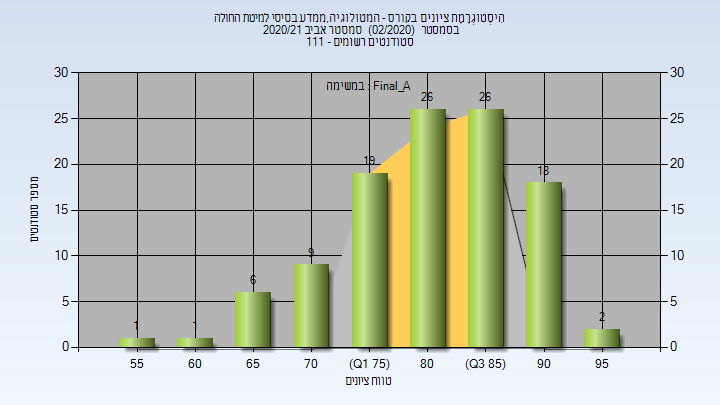 היסטוגרמת ציונים בקורס - המטולוגיה,ממדע בסיסי למיטת החולה
בסמסטר (02/2020) סמסטר אביב 2020/21
סטודנטים רשומים - 111
במשימה : Final_A
מספר סטודנטים
30 30
25 25
20 20
15 15
10 10
5 5
0 0
1 1 6 9 19 26 26 18 2
55 60 65 70 (Q1 75) 80 (Q3 85) 90 95
טווח ציונים